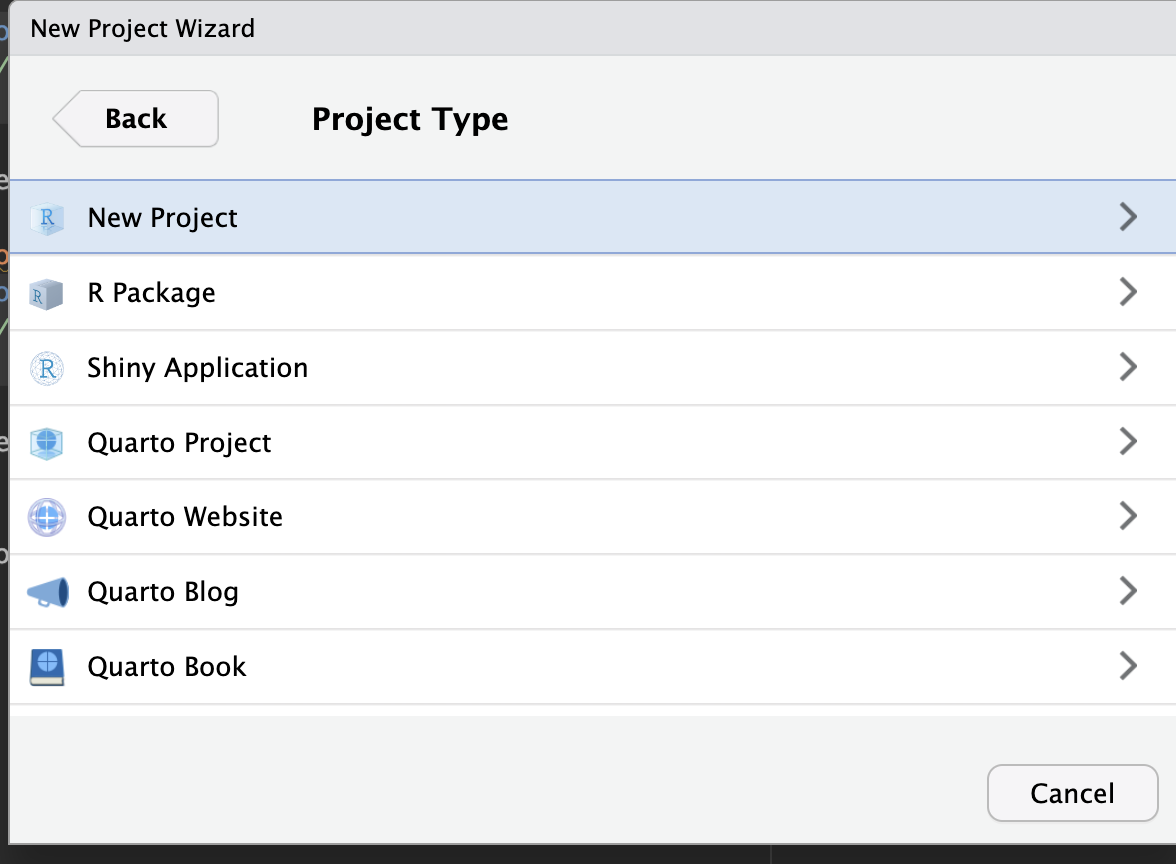 New Project Wizard
Back
Project Type
R New Project
R R Package
R Shiny Application
Quarto Project
Quarto Website
Quarto Blog
Quarto Book
Cancel